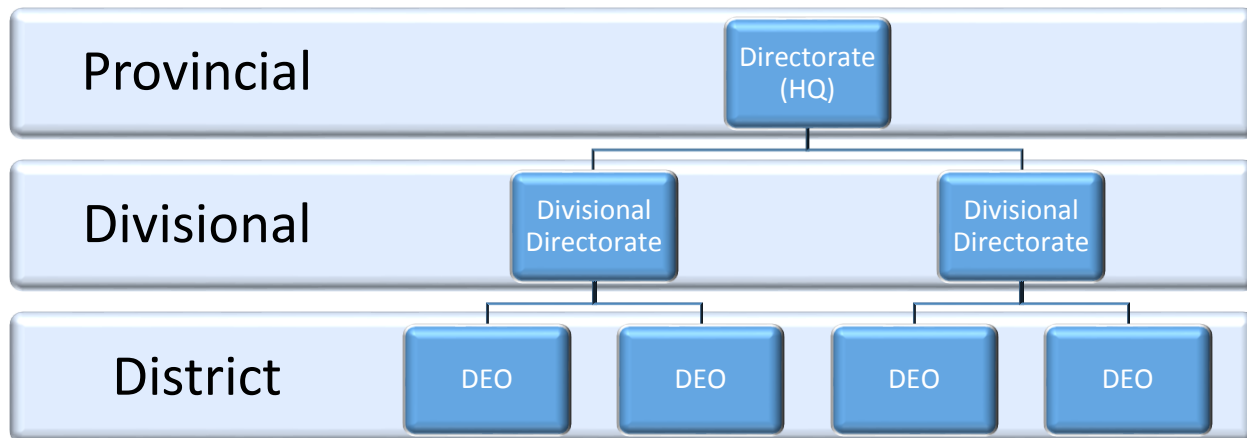 Provincial
Directorate
(HQ)
Divisional
Divisional
Directorate
Divisional
Directorate
District
DEO
DEO
DEO
DEO